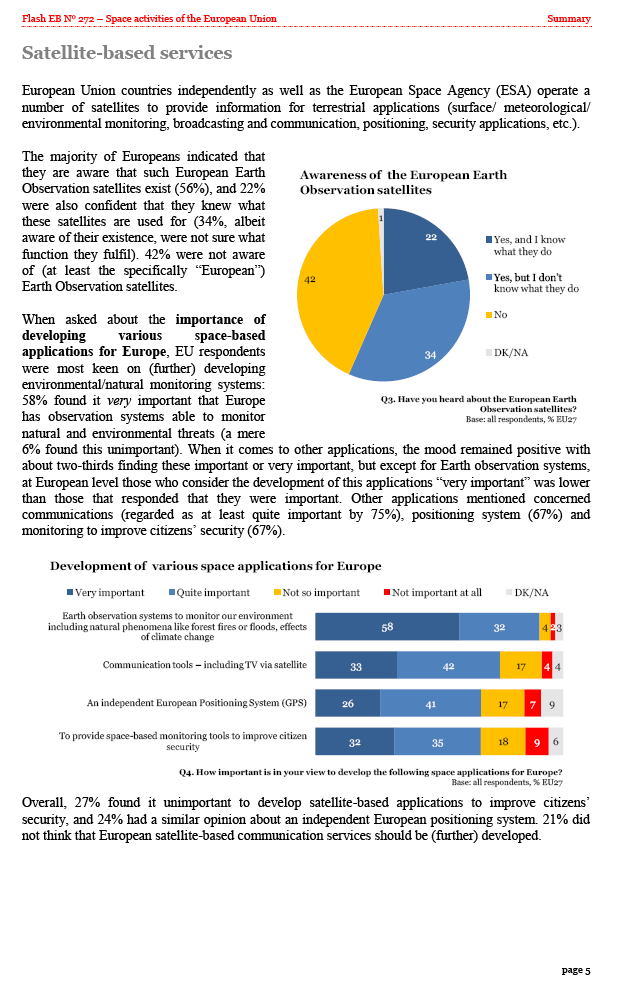 Flash EB Nº 272 – Space activities of the European Union Summary
Satellite-based services
European Union countries independently as well as the European Space Agency (ESA) operate a
number of satellites to provide information for terrestrial applications (surface/ meteorological/
environmental monitoring, broadcasting and communication, positioning, security applications, etc.).
The majority of Europeans indicated that
they are aware that such European Earth
Observation satellites exist (56%), and 22%
were also confident that they knew what
these satellites are used for (34%, albeit
aware of their existence, were not sure what
function they fulfil). 42% were not aware
of (at least the specifically “European”)
Earth Observation satellites.
Awareness of the European Earth
Observation satellites
1
22
42
34
Yes, and I know
what they do
Yes, but I don't
know what they do
No
DK/NA
Q3. Have you heard about the European Earth
Observation satellites?
Base: all respondents, % EU27
When asked about the importance of
developing various space-based
applications for Europe, EU respondents
were most keen on (further) developing
environmental/natural monitoring systems:
58% found it very important that Europe
has observation systems able to monitor
natural and environmental threats (a mere
6% found this unimportant). When it comes to other applications, the mood remained positive with
about two-thirds finding these important or very important, but except for Earth observation systems,
at European level those who consider the development of this applications “very important” was lower
than those that responded that they were important. Other applications mentioned concerned
communications (regarded as at least quite important by 75%), positioning system (67%) and
monitoring to improve citizens’ security (67%).
Development of various space applications for Europe
Very important Quite important Not so important Not important at all DK/NA
Earth observation systems to monitor our environment
including natural phenomena like forest fires or floods, effects
of climate change
58 32 4 2 3
Communication tools – including TV via satellite
33 42 17 4 4
An independent European Positioning System (GPS)
26 41 17 7 9
To provide space-based monitoring tools to improve citizen
security
32 35 18 9 6
Q4. How important is in your view to develop the following space applications for Europe?
Base: all respondents, % EU27
Overall, 27% found it unimportant to develop satellite-based applications to improve citizens’
security, and 24% had a similar opinion about an independent European positioning system. 21% did
not think that European satellite-based communication services should be (further) developed.
page 5